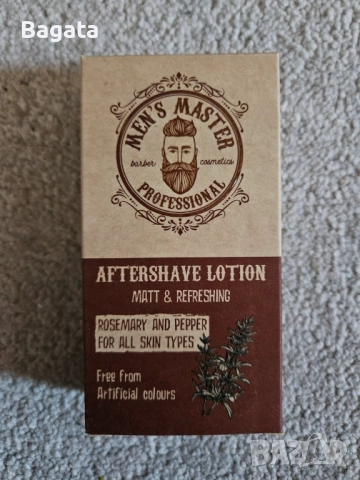 Bagata
MEN'S MASTER
barber cosmetics
PROFESSIONAL
AFTERSHAVE LOTION
MATT & REFRESHING
ROSEMARY AND PEPPER
FOR ALL SKIN TYPES
Free from
Artificial colours